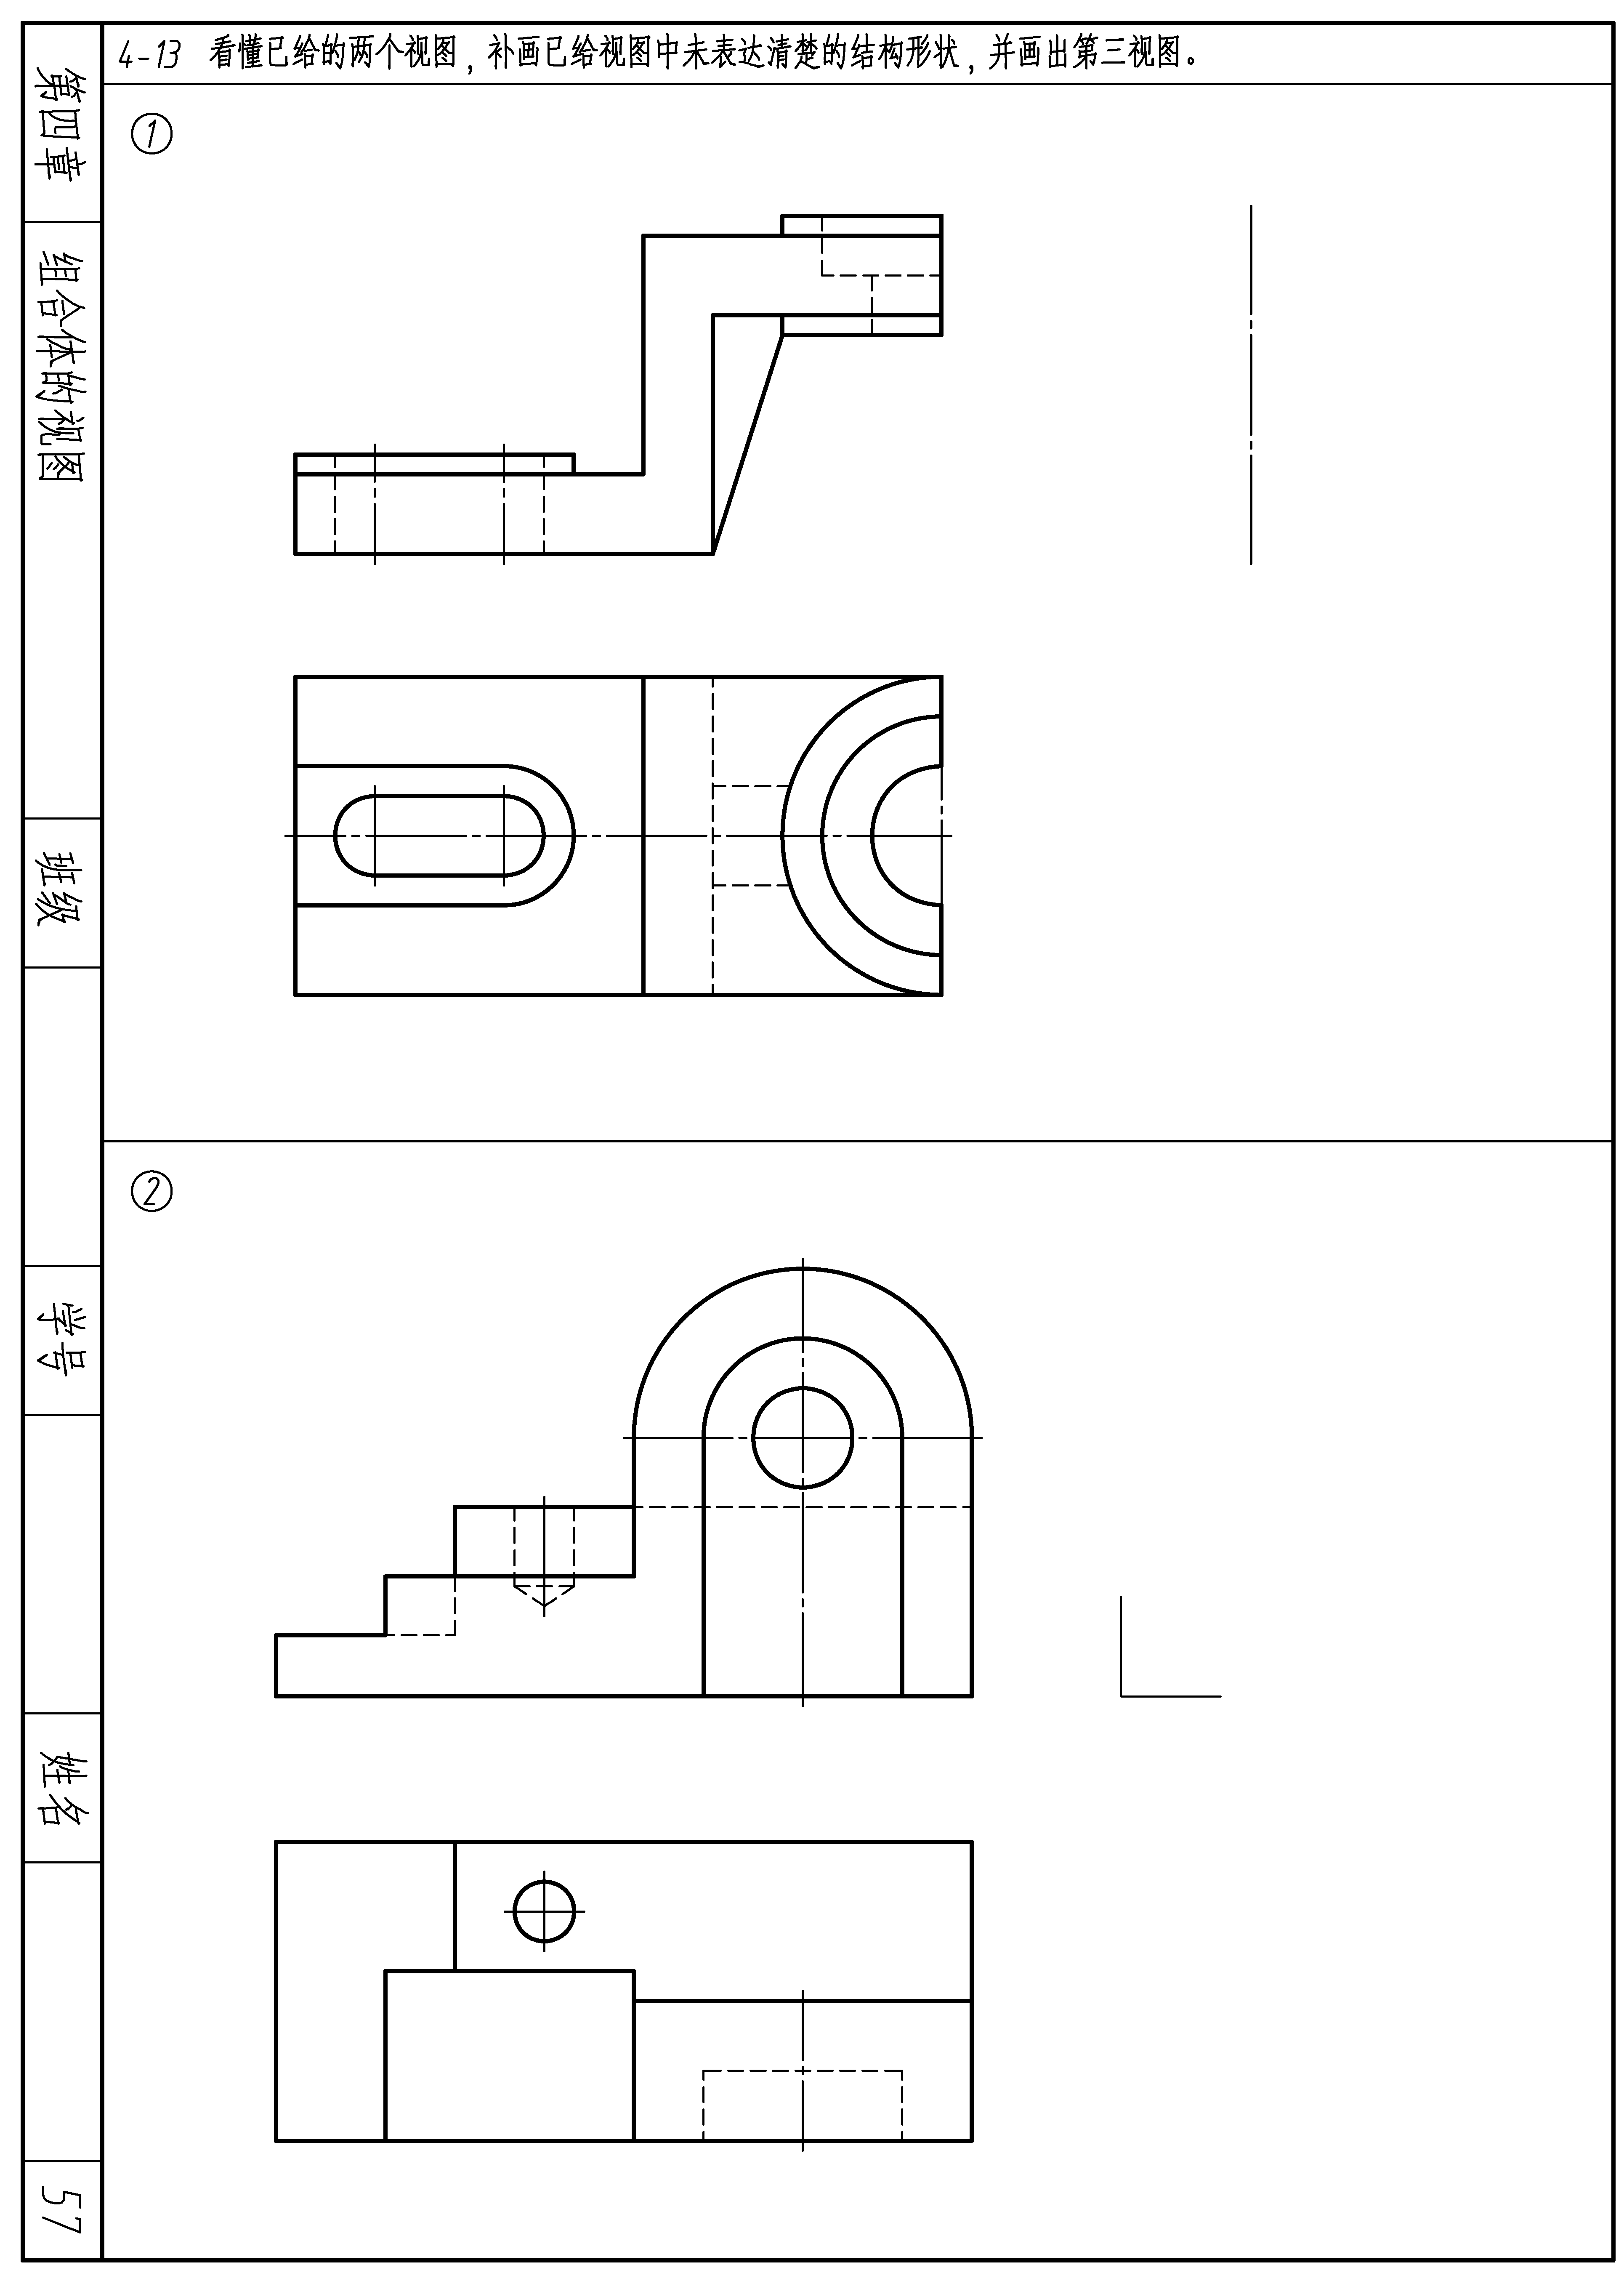 4-13 看懂已给的两个视图，补画已给视图中未表达清楚的结构形状，并画出第三视图。
①
②
第四章
组合体的视图
班级
学号
姓名
57